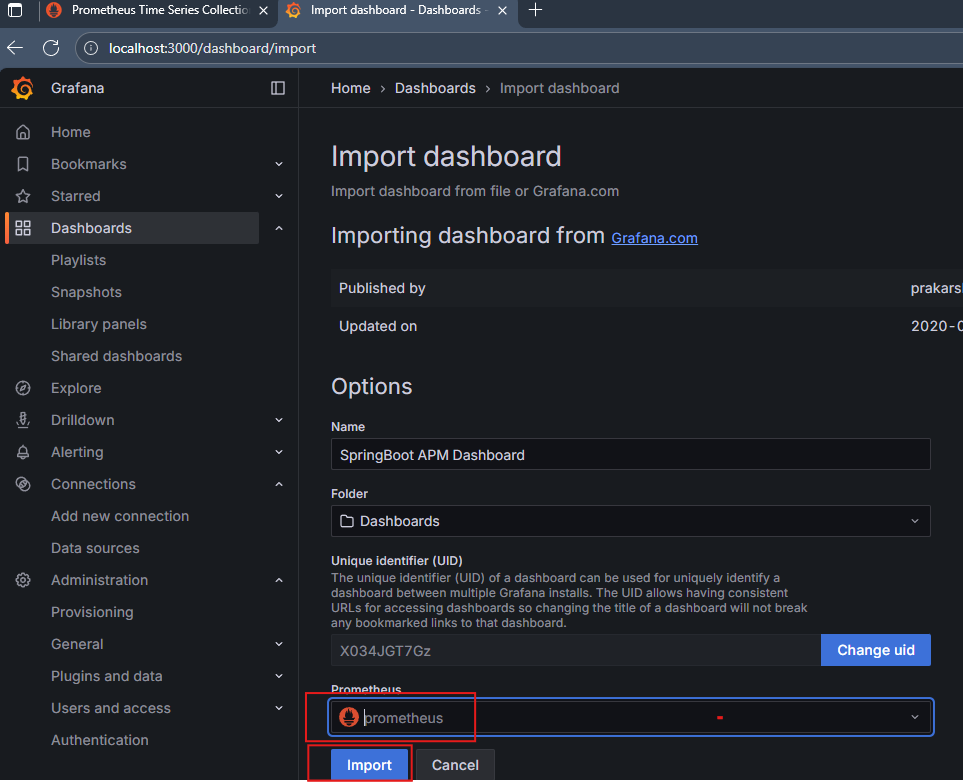 Prometheus Time Series Collectio
Import dashboard - Dashboards -
localhost:3000/dashboard/import
Grafana
Home › Dashboards › Import dashboard
Home
Bookmarks
Starred
Dashboards
Playlists
Snapshots
Library panels
Shared dashboards
Explore
Drilldown
Alerting
Connections
Add new connection
Data sources
Administration
Provisioning
General
Plugins and data
Users and access
Authentication
Import dashboard
Import dashboard from file or Grafana.com
Importing dashboard from Grafana.com
Published by prakars
Updated on 2020-0
Options
Name
SpringBoot APM Dashboard
Folder
Dashboards
Unique identifier (UID)
The unique identifier (UID) of a dashboard can be used for uniquely identify a
dashboard between multiple Grafana installs. The UID allows having consistent
URLs for accessing dashboards so changing the title of a dashboard will not break
any bookmarked links to that dashboard.
X034JGT7Gz
Change uid
Prometheus
prometheus
Import
Cancel